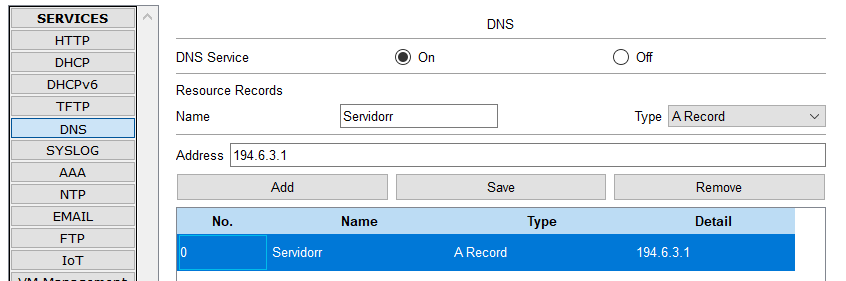 SERVICES
HTTP
DHCP
DHCPv6
TFTP
DNS
SYSLOG
AAA
NTP
EMAIL
FTP
IoT
VM Management
DNS
DNS Service On Off
Resource Records
Name Servidorr Type A Record
Address 194.6.3.1
Add Save Remove
No. Name Type Detail
0 Servidorr A Record 194.6.3.1